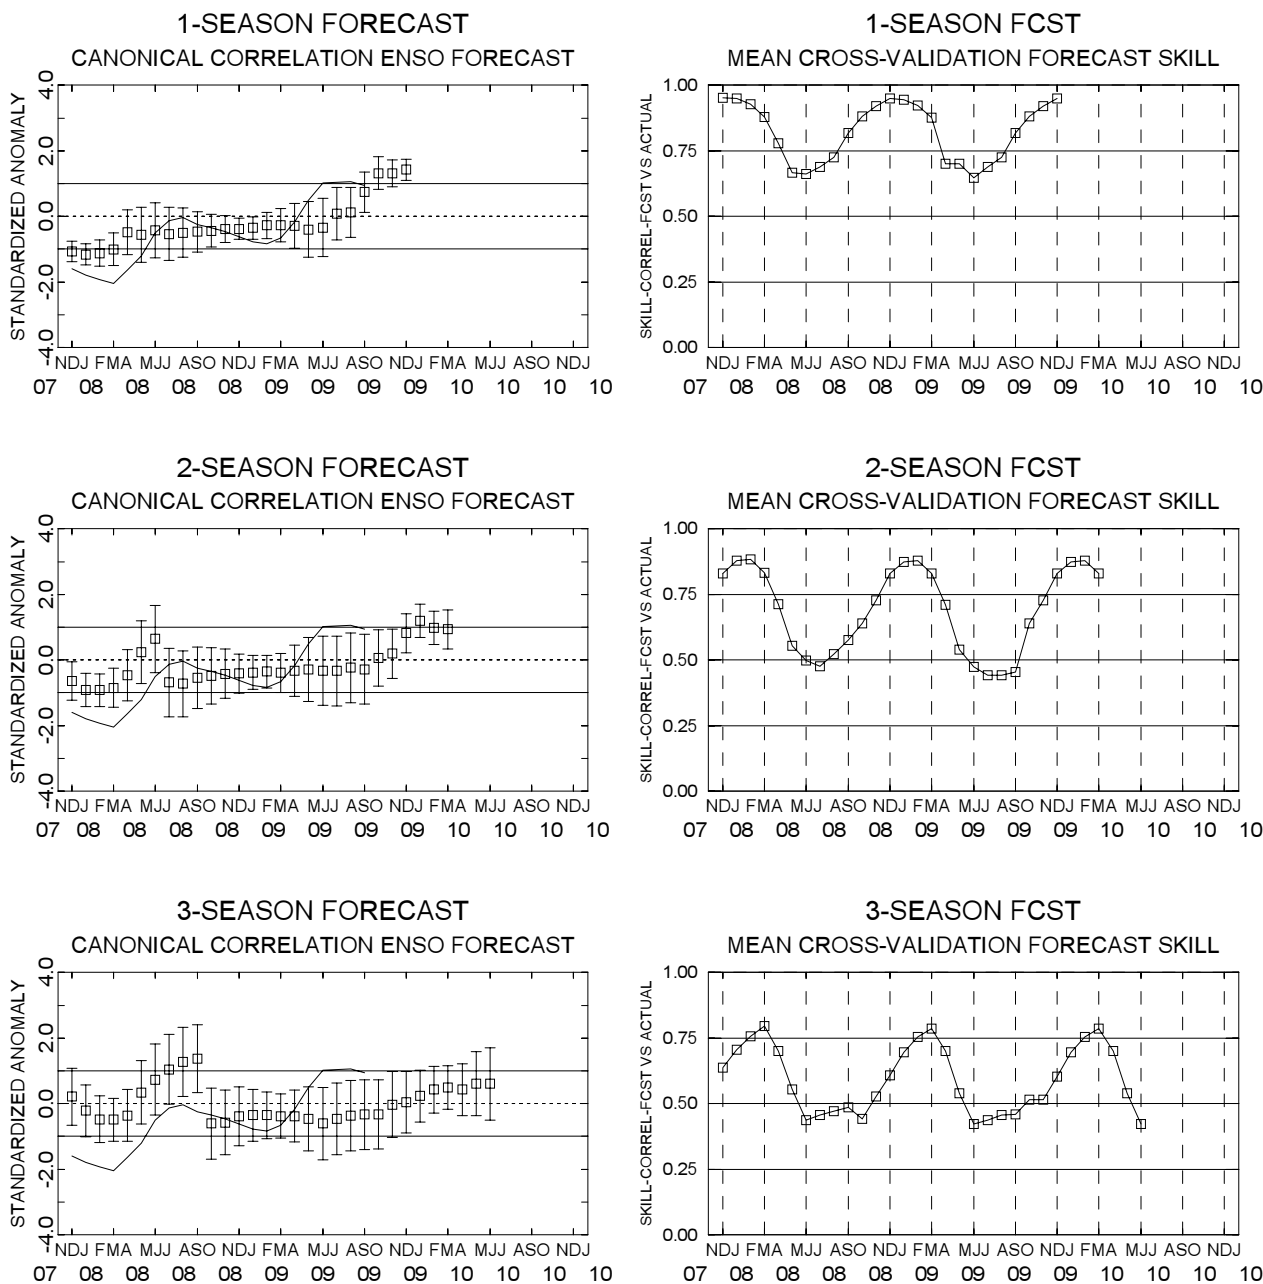 1-SEASON FORECAST
CANONICAL CORRELATION ENSO FORECAST
STANDARDIZED ANOMALY
4.0
2.0
0.0
-2.0
-4.0
NDJ FMA MJJ ASO NDJ FMA MJJ ASO NDJ FMA MJJ ASO NDJ
07 08 08 08 09 09 09 10 10 10 10
1-SEASON FCST
MEAN CROSS-VALIDATION FORECAST SKILL
SKILL-CORREL-FCST VS ACTUAL
1.00
0.75
0.50
0.25
0.00
NDJ FMA MJJ ASO NDJ FMA MJJ ASO NDJ FMA MJJ ASO NDJ
07 08 08 08 09 09 09 09 10 10 10 10
2-SEASON FORECAST
CANONICAL CORRELATION ENSO FORECAST
STANDARDIZED ANOMALY
4.0
2.0
0.0
-2.0
-4.0
NDJ FMA MJJ ASO NDJ FMA MJJ ASO NDJ FMA MJJ ASO NDJ
07 08 08 08 09 09 09 09 10 10 10 10
2-SEASON FCST
MEAN CROSS-VALIDATION FORECAST SKILL
SKILL-CORREL-FCST VS ACTUAL
1.00
0.75
0.50
0.25
0.00
NDJ FMA MJJ ASO NDJ FMA MJJ ASO NDJ FMA MJJ ASO NDJ
07 08 08 08 09 09 09 09 10 10 10 10
3-SEASON FORECAST
CANONICAL CORRELATION ENSO FORECAST
STANDARDIZED ANOMALY
4.0
2.0
0.0
-2.0
-4.0
NDJ FMA MJJ ASO NDJ FMA MJJ ASO NDJ FMA MJJ ASO NDJ
07 08 08 08 09 09 09 09 10 10 10 10
3-SEASON FCST
MEAN CROSS-VALIDATION FORECAST SKILL
SKILL-CORREL-FCST VS ACTUAL
1.00
0.75
0.50
0.25
0.00
NDJ FMA MJJ ASO NDJ FMA MJJ ASO NDJ FMA MJJ ASO NDJ
07 08 08 08 09 09 09 09 10 10 10 10